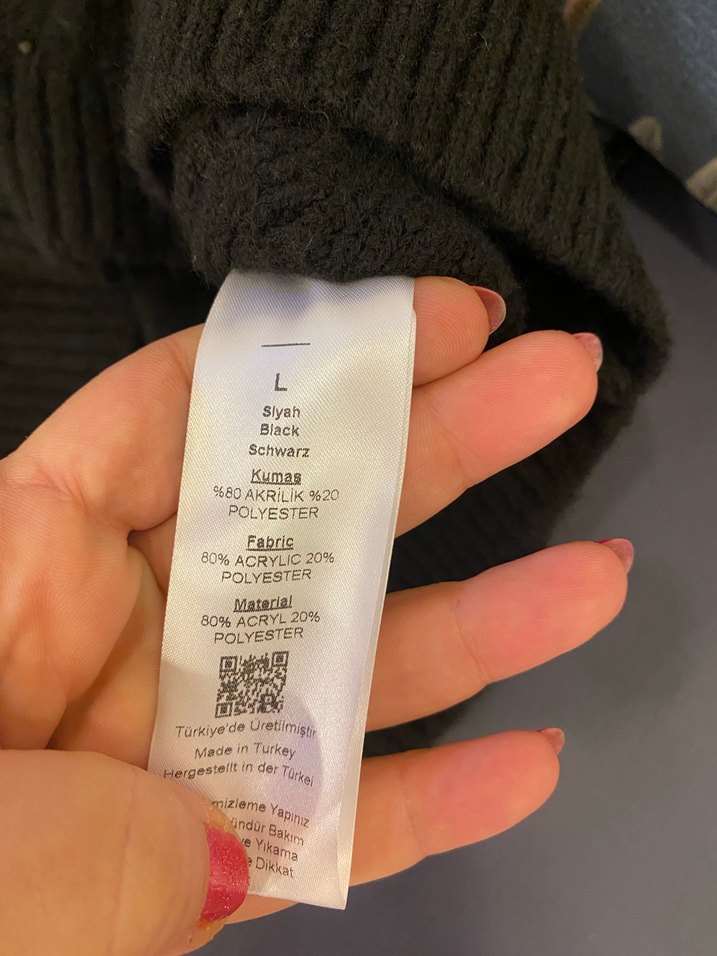 L
Siyah
Black
Schwarz
Kumaş
%80 AKRİLİK %20
POLYESTER
Fabric
80% ACRYLIC 20%
POLYESTER
Material
80% ACRYL 20%
POLYESTER
Türkiye'de Üretilmiştir
Made in Turkey
Hergestellt in der Türkei
Yapınız
Bakım
Yıkama
Dikkat